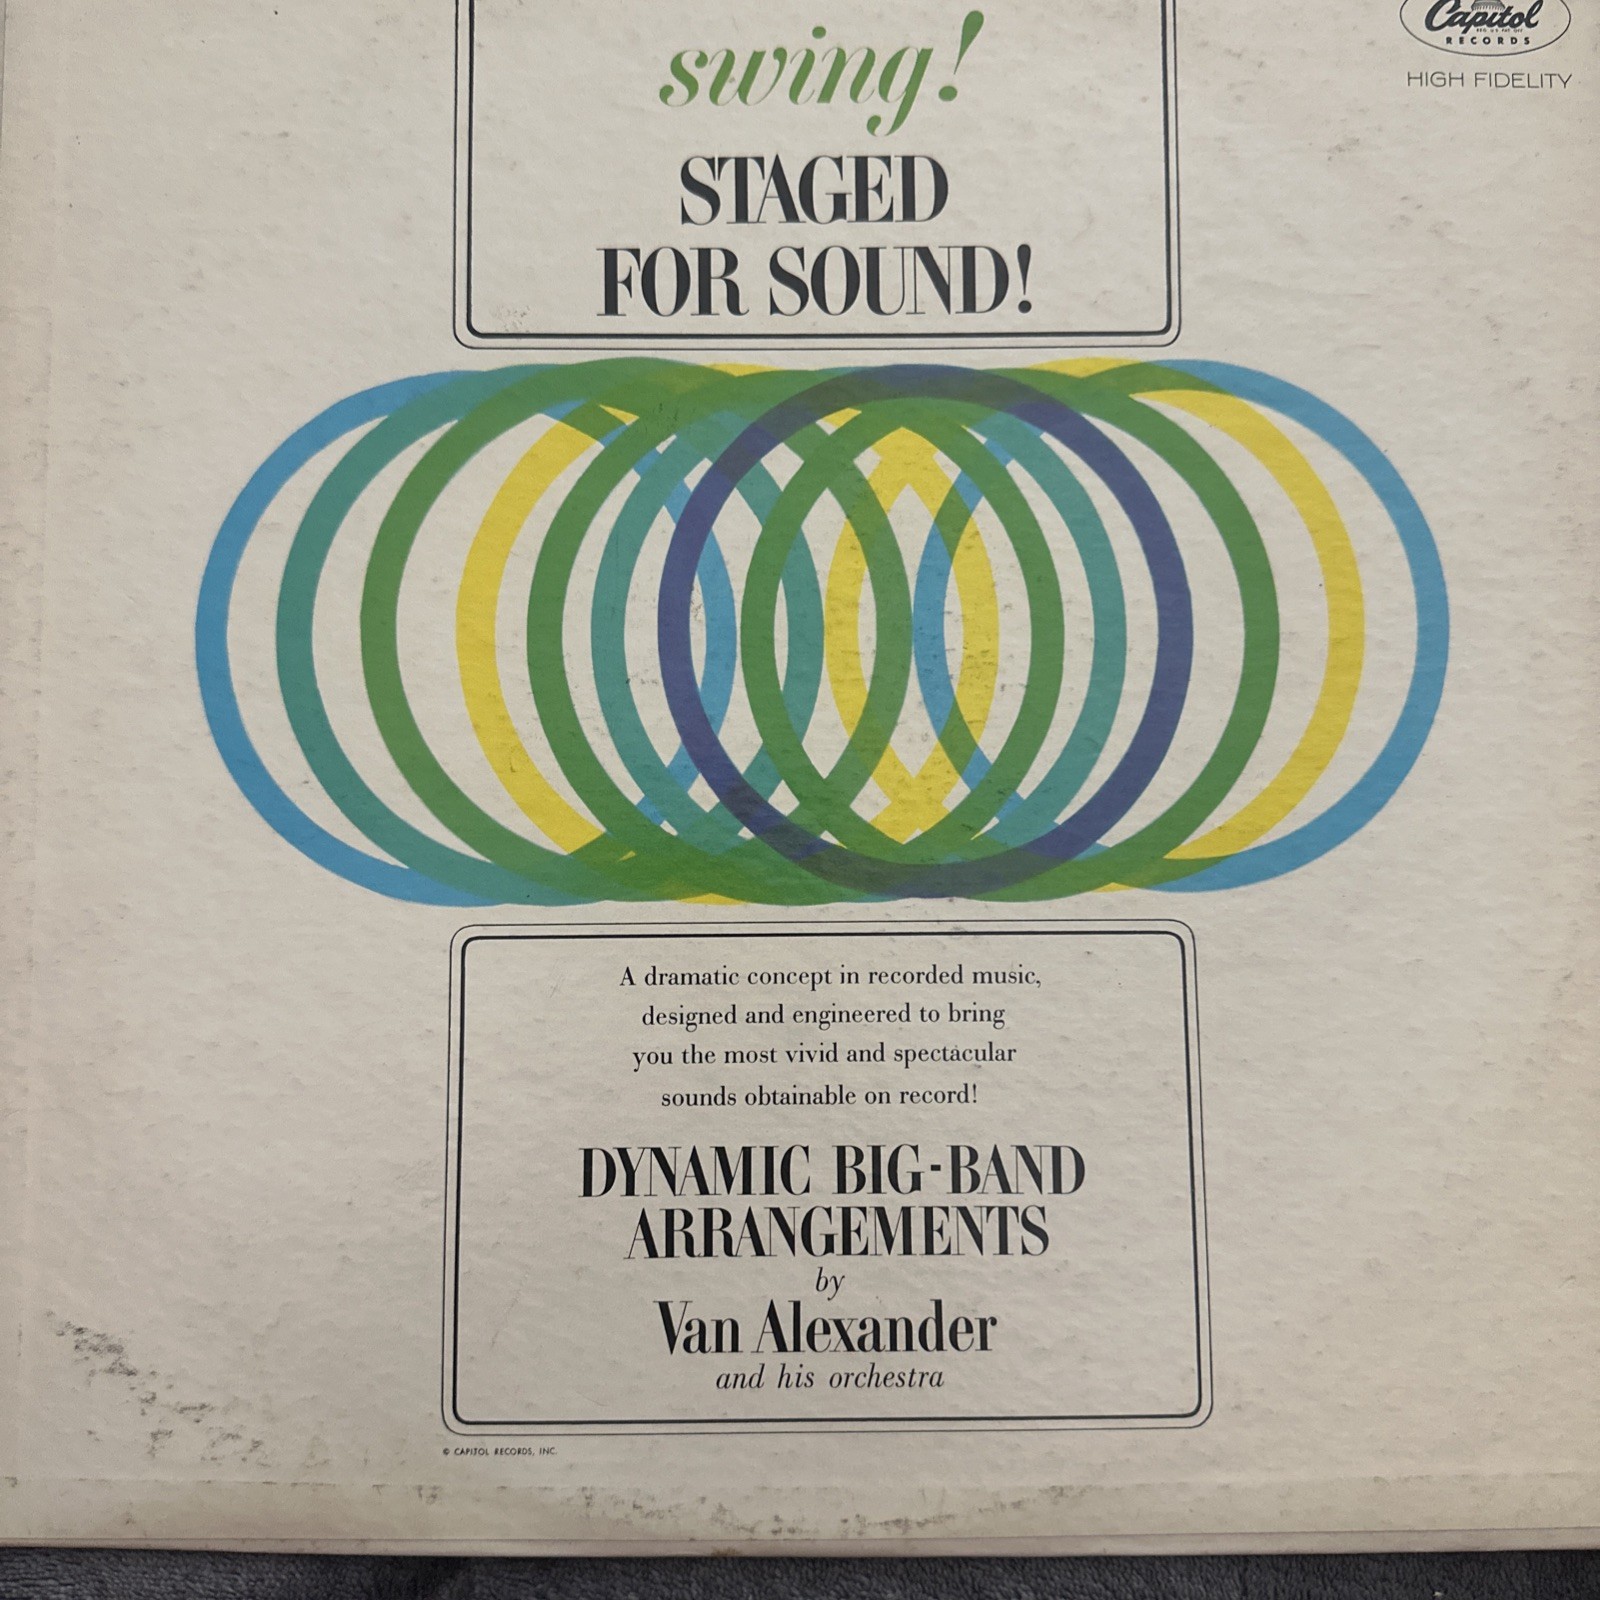 Capitol
RECORDS
HIGH FIDELITY
swing!
STAGED
FOR SOUND!
A dramatic concept in recorded music,
designed and engineered to bring
you the most vivid and spectacular
sounds obtainable on record!
DYNAMIC BIG-BAND
ARRANGEMENTS
by
Van Alexander
and his orchestra
© CAPITOL RECORDS, INC.